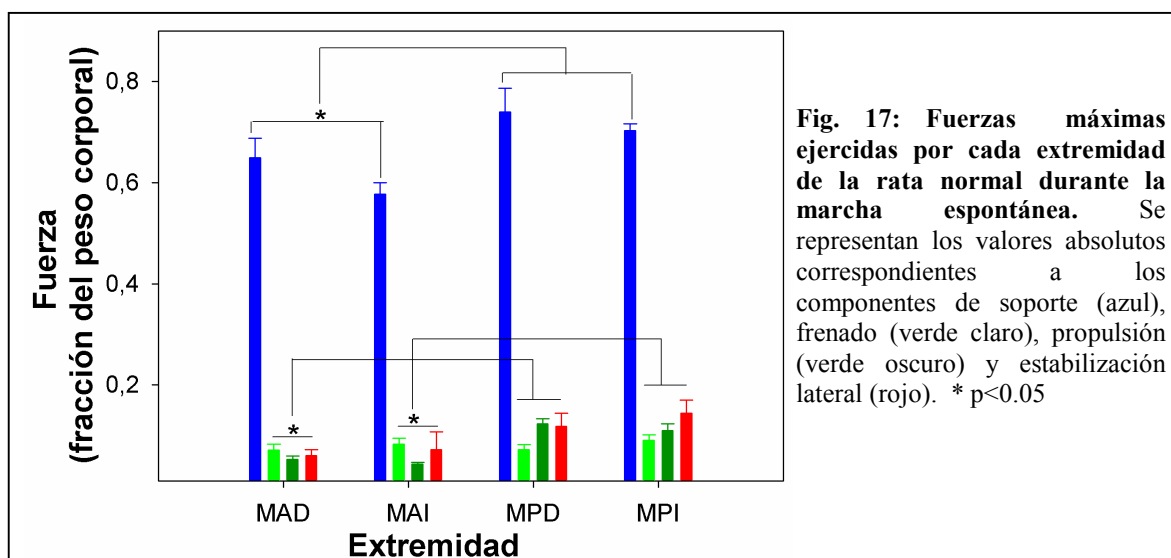 Fuerza
(fracción del peso corporal)
0,8
0,6
0,4
0,2
*
*
*
MAD MAI MPD MPI
Extremidad
Fig. 17: Fuerzas máximas
ejercidas por cada extremidad
de la rata normal durante la
marcha espontánea. Se
representan los valores absolutos
correspondientes a los
componentes de soporte (azul),
frenado (verde claro), propulsión
(verde oscuro) y estabilización
lateral (rojo). * p<0.05